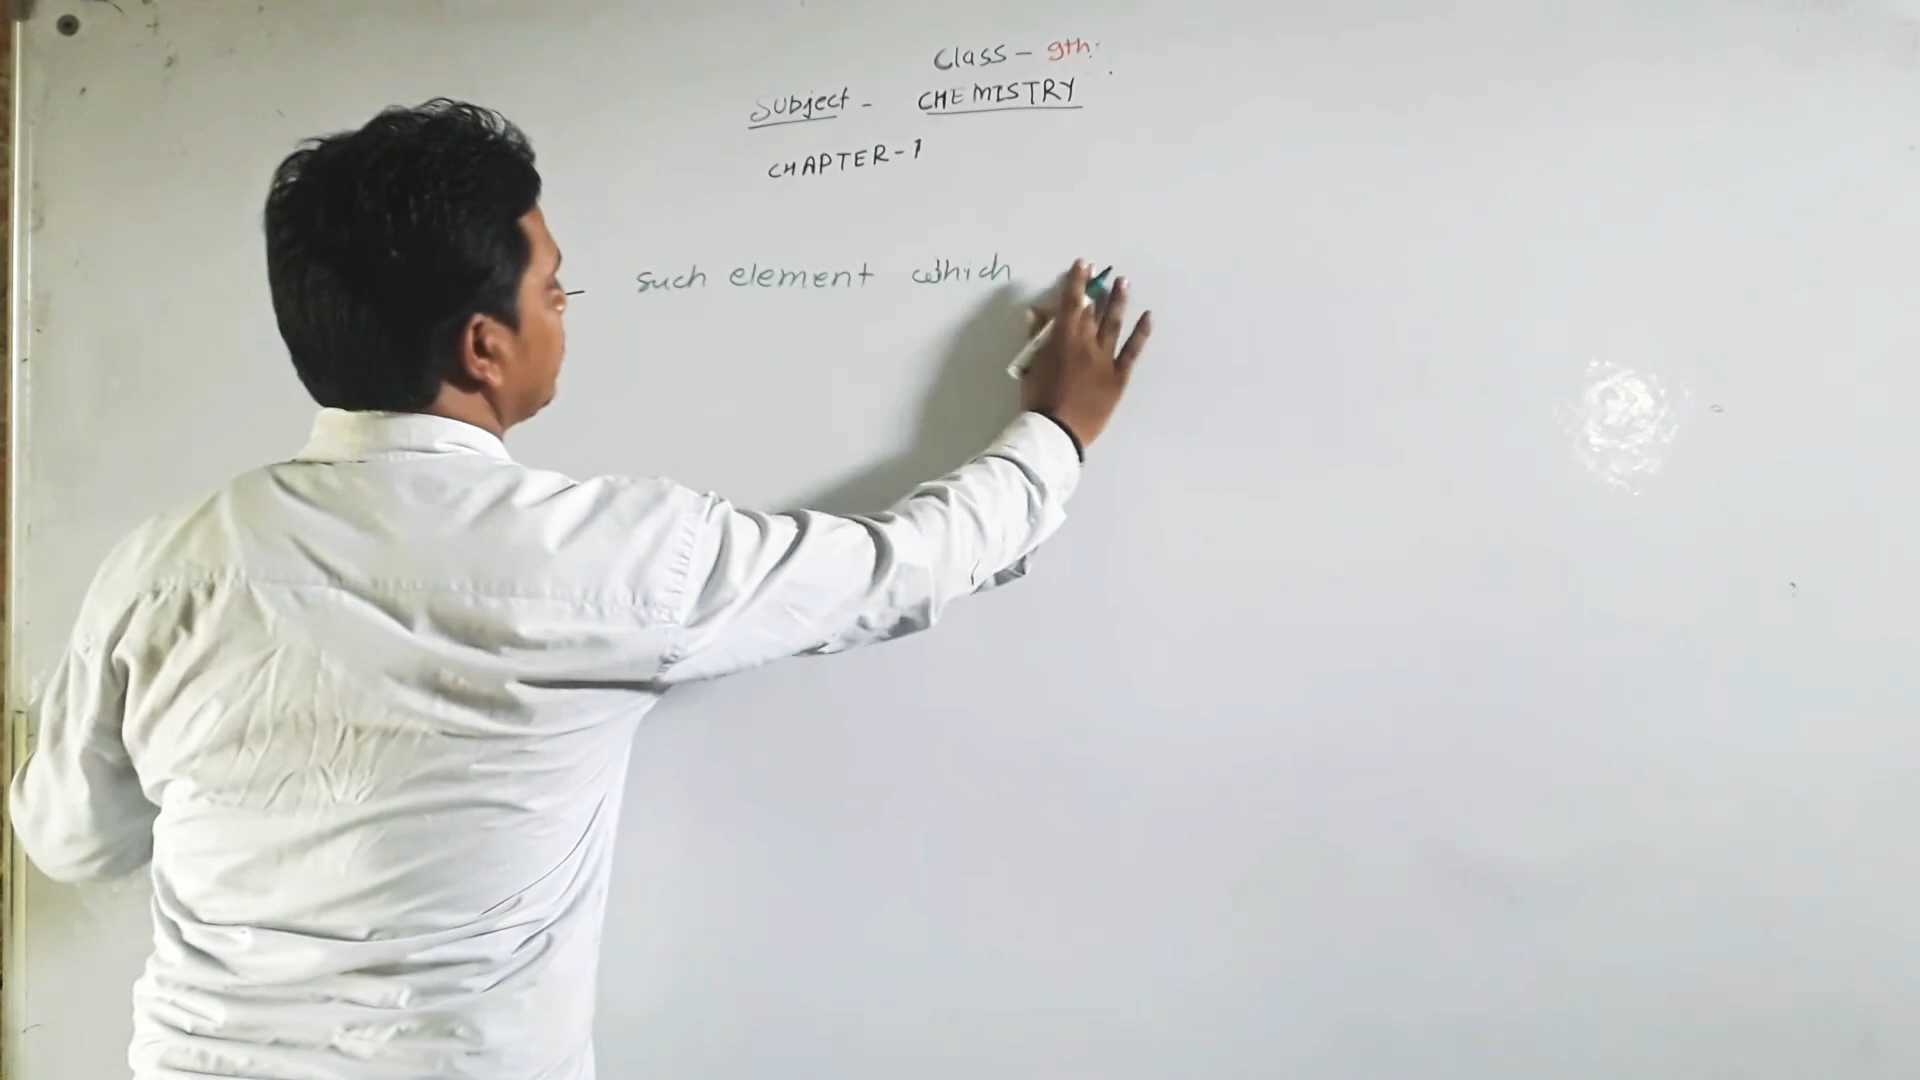 Class - 9th.
Subject - CHEMISTRY
CHAPTER-1
- such element which